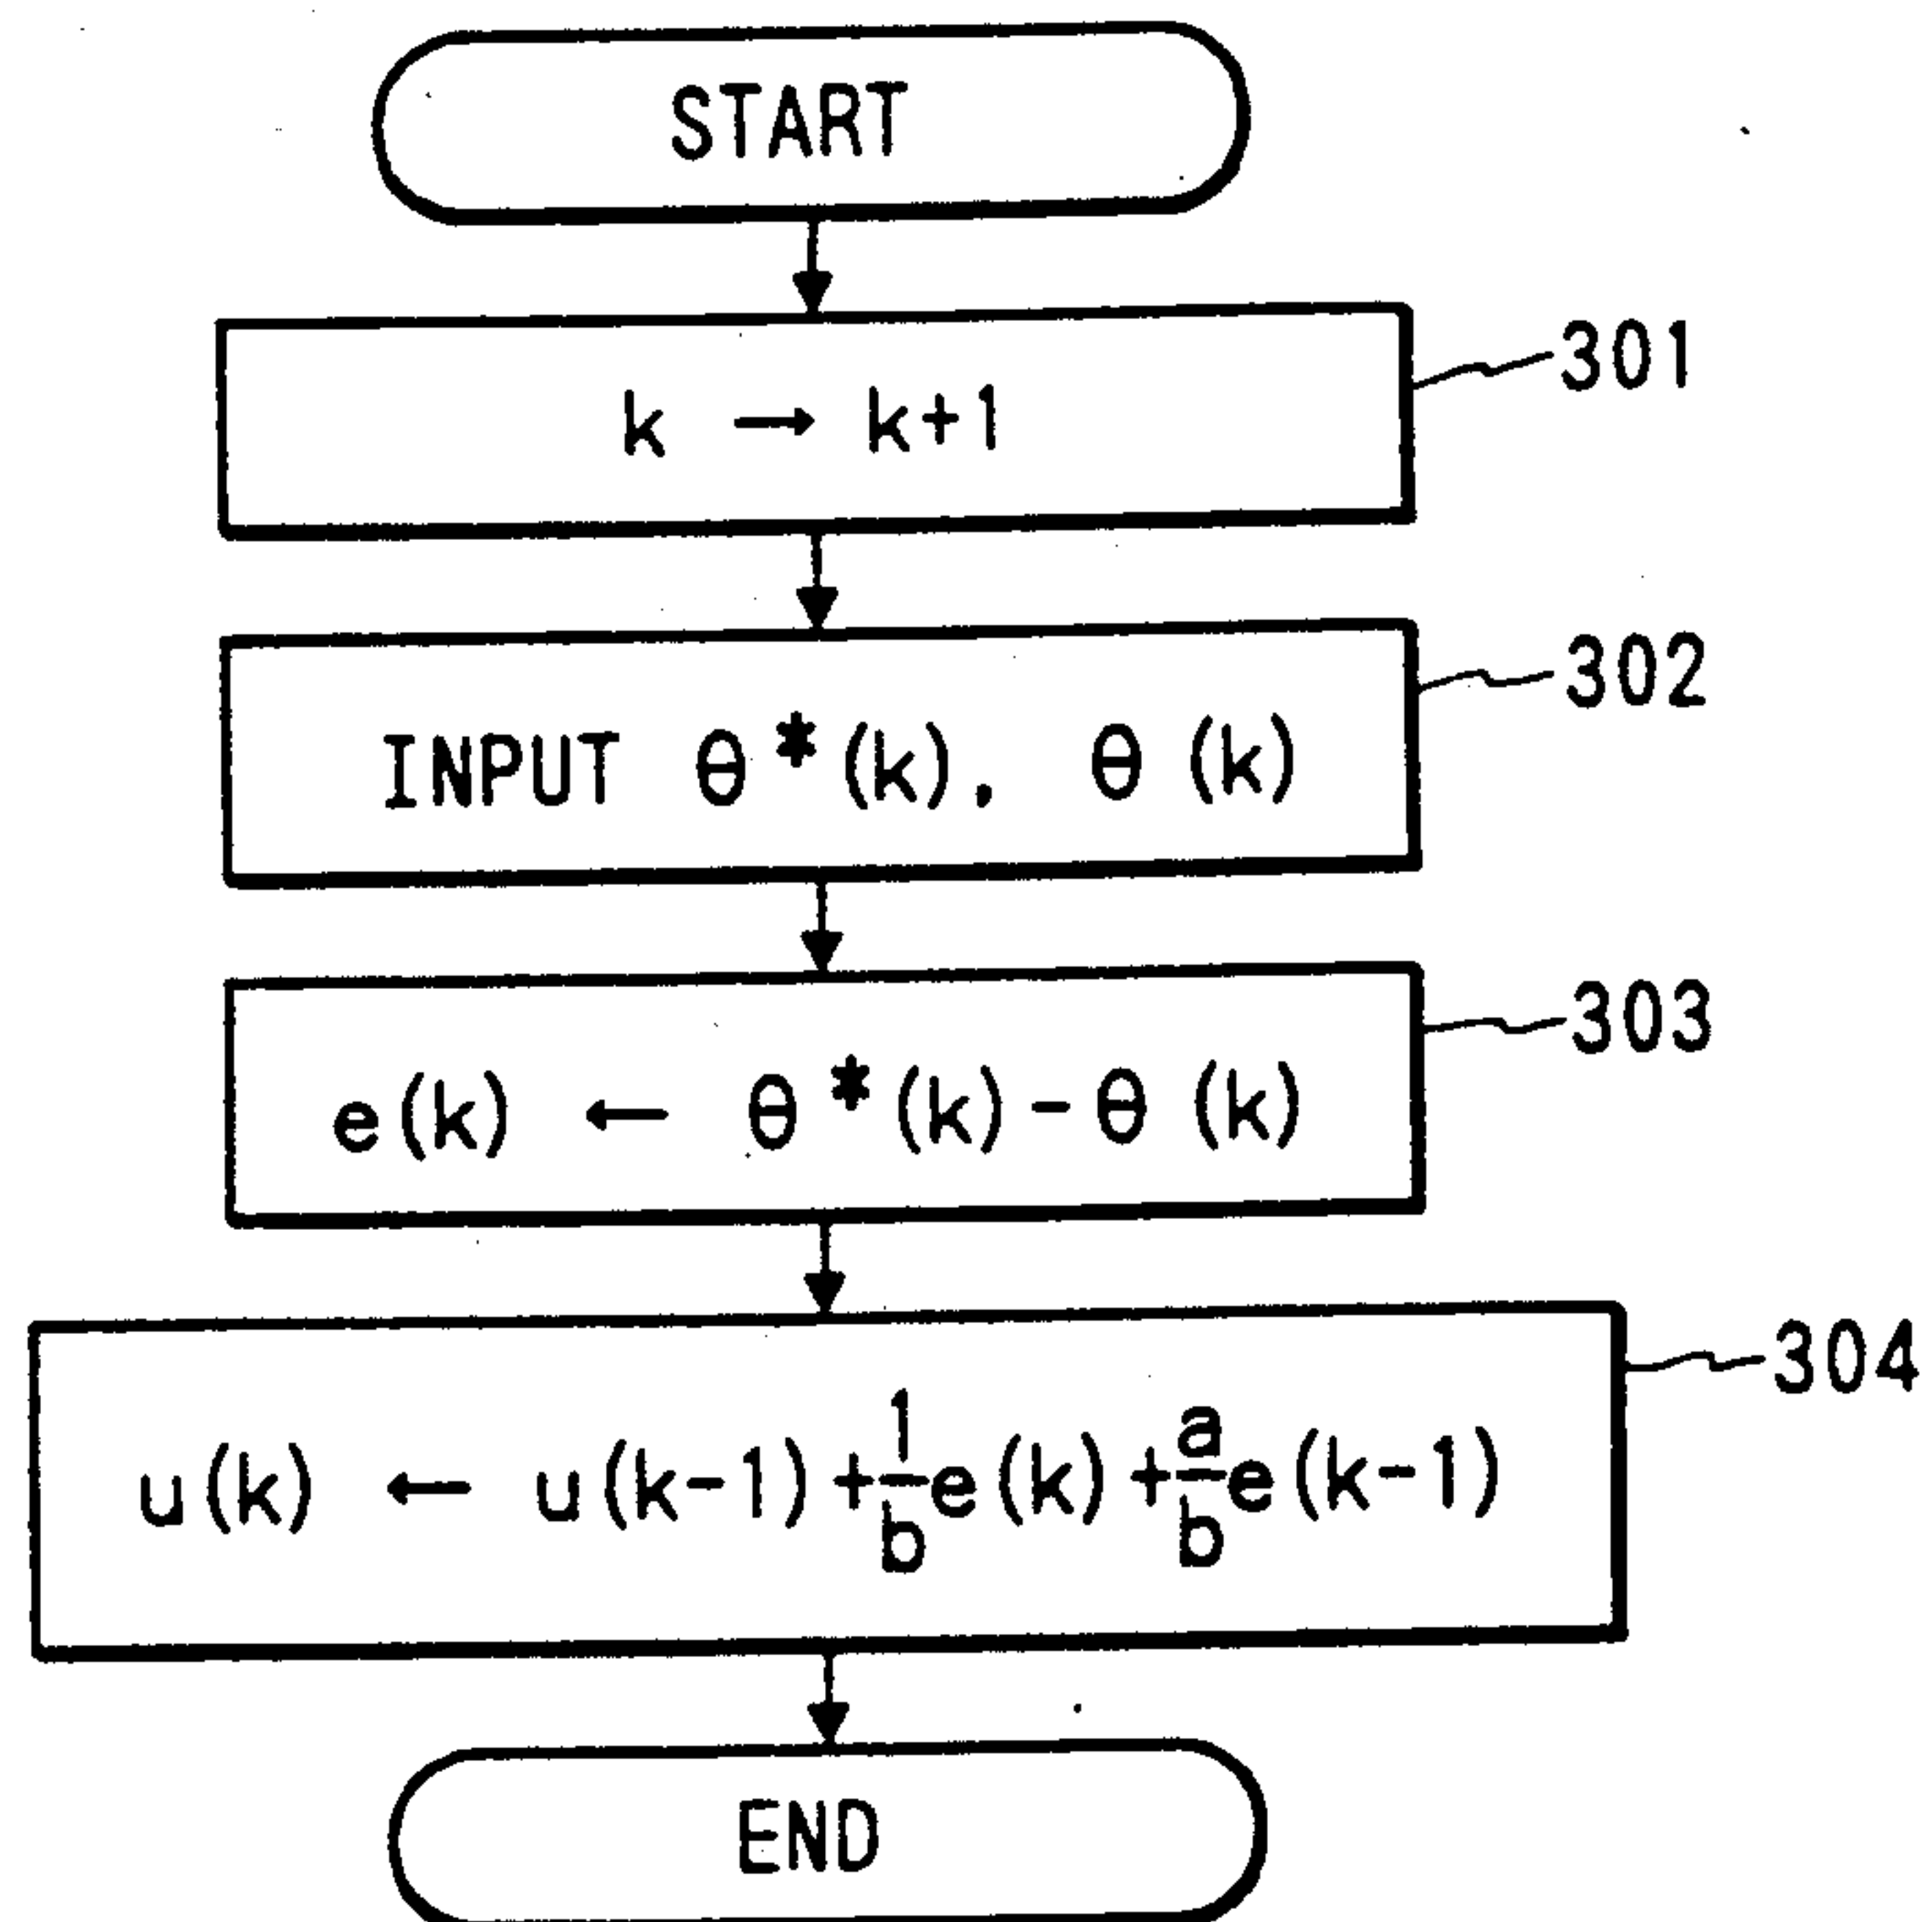 START
k → k+1
301
INPUT θ*(k), θ(k)
302
e(k) ← θ*(k)-θ(k)
303
u(k) ← u(k-1)+1/b e(k)+a/b e(k-1)
304
END